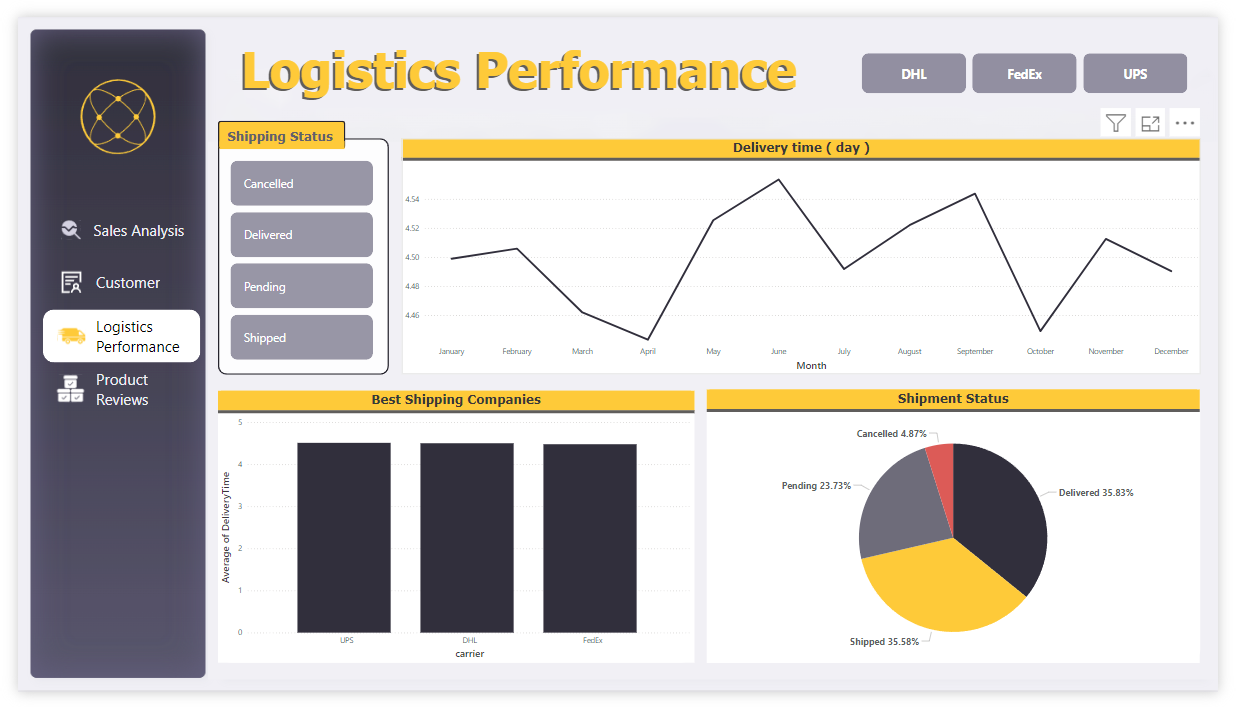 Logistics Performance
DHL
FedEx
UPS
Sales Analysis
Customer
Logistics
Performance
Product
Reviews
Shipping Status
Cancelled
Delivered
Pending
Shipped
Delivery time ( day )
4.54
4.52
4.50
4.48
4.46
January February March April May June July August September October November December
Month
Best Shipping Companies
Average of DeliveryTime
5
4
3
2
1
0
UPS DHL FedEx
carrier
Shipment Status
Cancelled 4.87%
Pending 23.73%
Delivered 35.83%
Shipped 35.58%